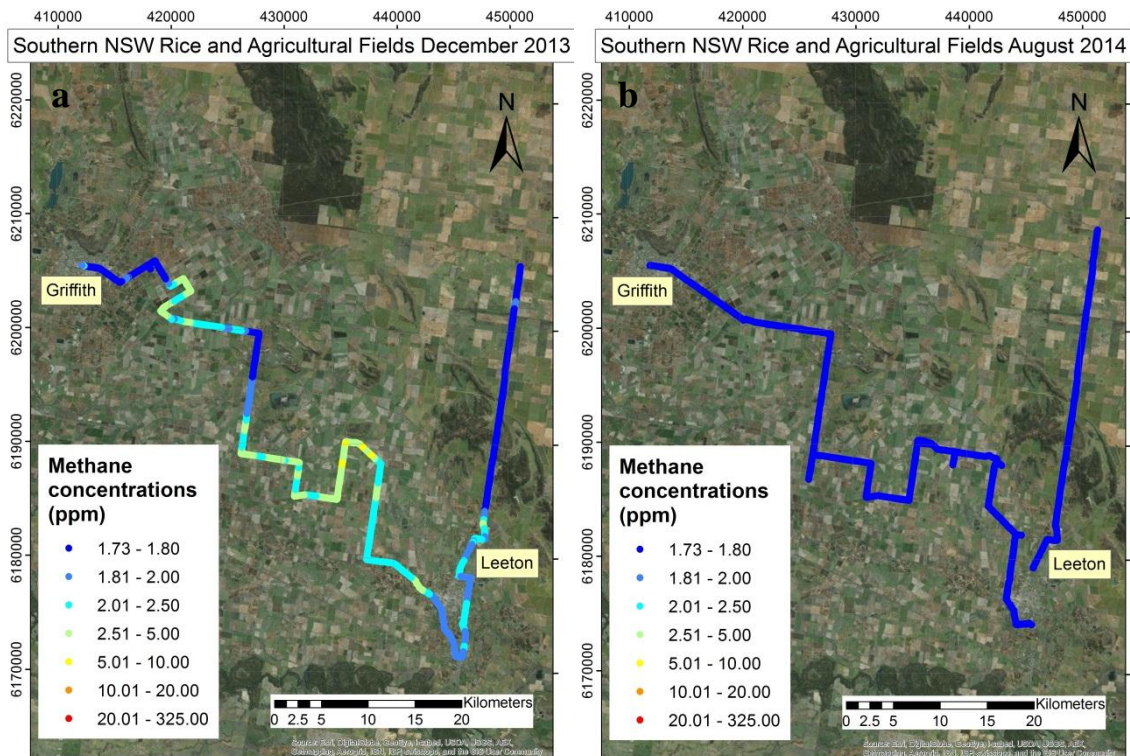 410000 420000 430000 440000 450000
Southern NSW Rice and Agricultural Fields December 2013
a
N
6220000
6210000
6200000
6190000
6180000
6170000
Griffith
Leeton
Methane
concentrations
(ppm)
1.73 - 1.80
1.81 - 2.00
2.01 - 2.50
2.51 - 5.00
5.01 - 10.00
10.01 - 20.00
20.01 - 325.00
Kilometers
0 2.5 5 10 15 20
410000 420000 430000 440000 450000
Southern NSW Rice and Agricultural Fields August 2014
b
N
6220000
6210000
6200000
6190000
6180000
6170000
Griffith
Leeton
Methane
concentrations
(ppm)
1.73 - 1.80
1.81 - 2.00
2.01 - 2.50
2.51 - 5.00
5.01 - 10.00
10.01 - 20.00
20.01 - 325.00
Kilometers
0 2.5 5 10 15 20